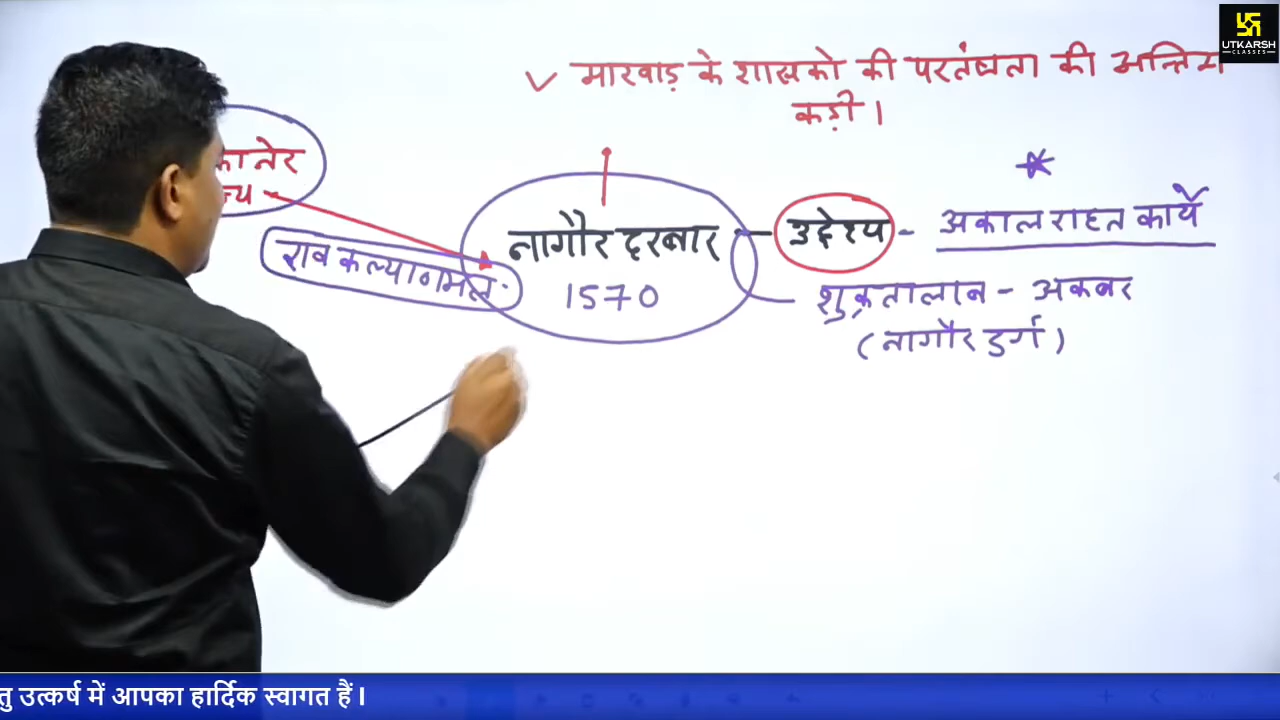 UTKARSH
CLASSES
✓ मारवाड़ के शासको की परतंत्रता की अन्तिम
कड़ी।
नागौर दरबार
1570
राव कल्याणमल
उद्देश्य - अकाल राहत कार्य
शुक्रतालाब - अकबर
(नागौर दुर्ग)
उत्कर्ष में आपका हार्दिक स्वागत हैं।